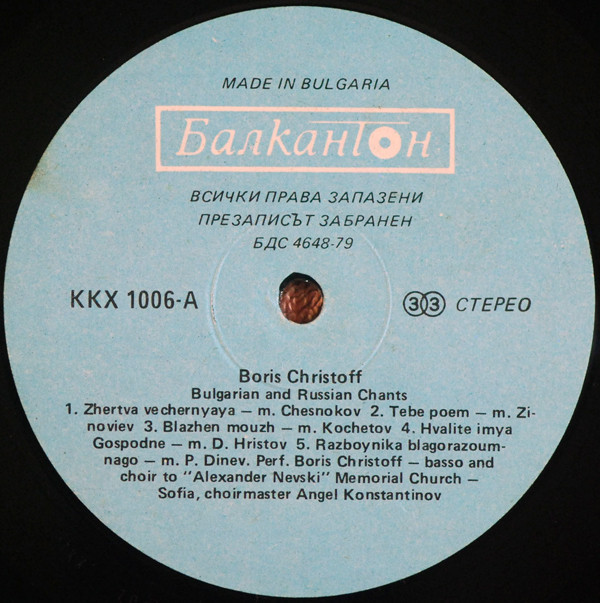 MADE IN BULGARIA
БалканТон
ВСИЧКИ ПРАВА ЗАПАЗЕНИ
ПРЕЗАПИСЪТ ЗАБРАНЕН
БДС 4648-79
ККХ 1006-А
33 СТЕРЕО
Boris Christoff
Bulgarian and Russian Chants
1. Zhertva vechernyaya – m. Chesnokov 2. Tebe poem – m. Zi-
noviev 3. Blazhen mouzh – m. Kochetov 4. Hvalite imya
Gospodne – m. D. Hristov 5. Razboynika blagorazoum-
nago – m. P. Dinev. Perf. Boris Christoff – basso and
choir to "Alexander Nevski" Memorial Church –
Sofia, choirmaster Angel Konstantinov